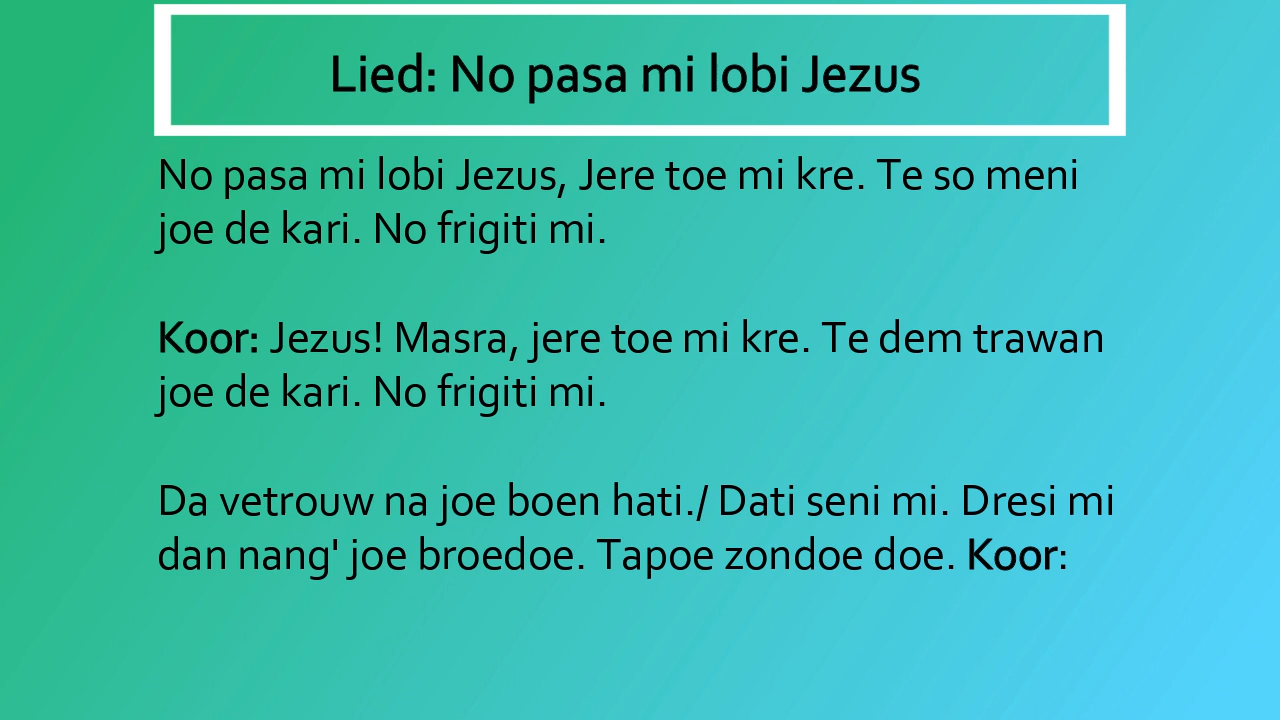 Lied: No pasa mi lobi Jezus
No pasa mi lobi Jezus, Jere toe mi kre. Te so meni
joe de kari. No frigiti mi.
Koor: Jezus! Masra, jere toe mi kre. Te dem trawan
joe de kari. No frigiti mi.
Da vetrouw na joe boen hati./ Dati seni mi. Dresi mi
dan nang' joe broedoe. Tapoe zondoe doe. Koor: